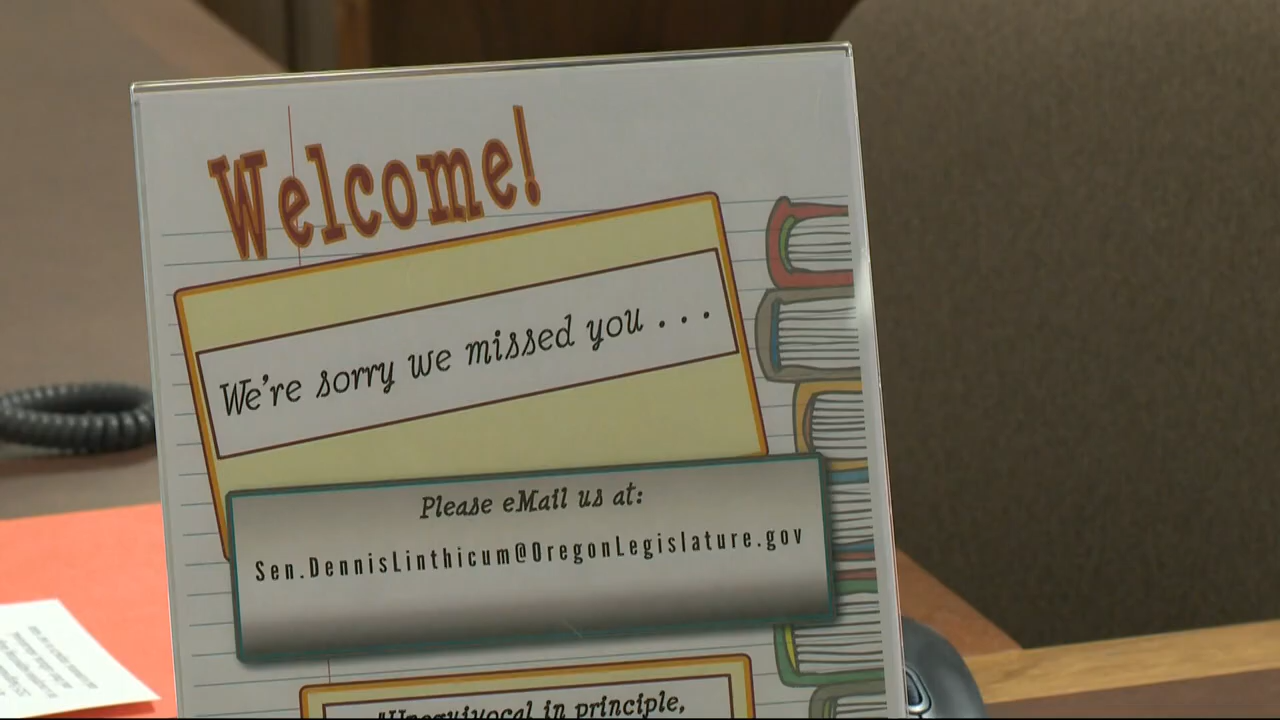 Welcome!
We're sorry we missed you . . .
Please eMail us at:
Sen.DennisLinthicum@OregonLegislature.gov
"Unequivocal in principle,